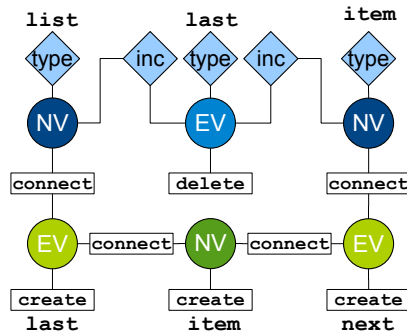 list last item
type inc type inc type
NV EV NV
connect delete connect
EV connect NV connect EV
create create create
last item next